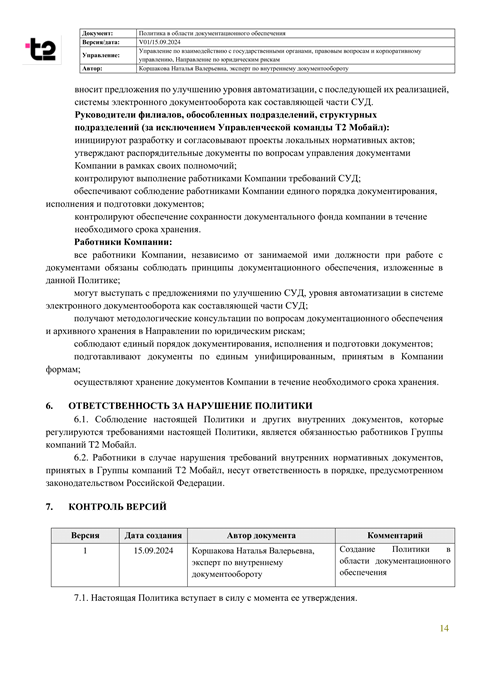 t2
Документ: Политика в области документационного обеспечения
Версия/дата: V01/15.09.2024
Управление: Управление по взаимодействию с государственными органами, правовым вопросам и корпоративному
управлению, Направление по юридическим рискам
Автор: Коршакова Наталья Валерьевна, эксперт по внутреннему документообороту
вносит предложения по улучшению уровня автоматизации, с последующей их реализацией,
системы электронного документооборота как составляющей части СУД.
Руководители филиалов, обособленных подразделений, структурных
подразделений (за исключением Управленческой команды Т2 Мобайл):
инициируют разработку и согласовывают проекты локальных нормативных актов;
утверждают распорядительные документы по вопросам управления документами
Компании в рамках своих полномочий;
контролируют выполнение работниками Компании требований СУД;
обеспечивают соблюдение работниками Компании единого порядка документирования,
исполнения и подготовки документов;
контролируют обеспечение сохранности документального фонда компании в течение
необходимого срока хранения.
Работники Компании:
все работники Компании, независимо от занимаемой ими должности при работе с
документами обязаны соблюдать принципы документационного обеспечения, изложенные в
данной Политике;
могут выступать с предложениями по улучшению СУД, уровня автоматизации в системе
электронного документооборота как составляющей части СУД;
получают методологические консультации по вопросам документационного обеспечения
и архивного хранения в Направлении по юридическим рискам;
соблюдают единый порядок документирования, исполнения и подготовки документов;
подготавливают документы по единым унифицированным, принятым в Компании
формам;
осуществляют хранение документов Компании в течение необходимого срока хранения.
6. ОТВЕТСТВЕННОСТЬ ЗА НАРУШЕНИЕ ПОЛИТИКИ
6.1. Соблюдение настоящей Политики и других внутренних документов, которые
регулируются требованиями настоящей Политики, является обязанностью работников Группы
компаний Т2 Мобайл.
6.2. Работники в случае нарушения требований внутренних нормативных документов,
принятых в Группы компаний Т2 Мобайл, несут ответственность в порядке, предусмотренном
законодательством Российской Федерации.
7. КОНТРОЛЬ ВЕРСИЙ
Версия Дата создания Автор документа Комментарий
1 15.09.2024 Коршакова Наталья Валерьевна, Создание Политики в
эксперт по внутреннему области документационного
документообороту обеспечения
7.1. Настоящая Политика вступает в силу с момента ее утверждения.
14